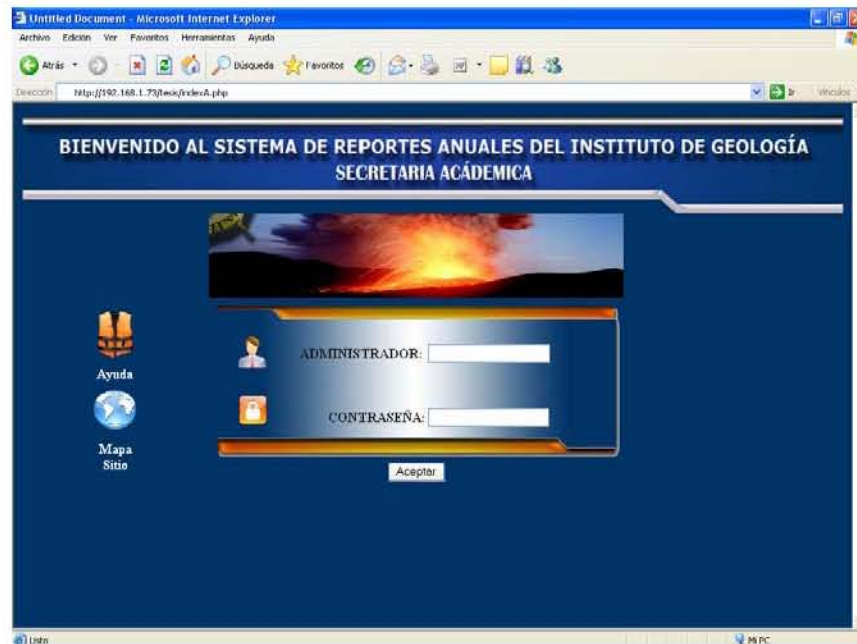 Untitled Document - Microsoft Internet Explorer
Archivo Edición Ver Favoritos Herramientas Ayuda
Atrás Búsqueda Favoritos
Dirección http://192.168.1.73/tesis/indexA.php Ir Vínculos
BIENVENIDO AL SISTEMA DE REPORTES ANUALES DEL INSTITUTO DE GEOLOGÍA
SECRETARIA ACÁDEMICA
ADMINISTRADOR:
Ayuda
CONTRASEÑA:
Mapa
Sitio
Aceptar
Listo Mi PC